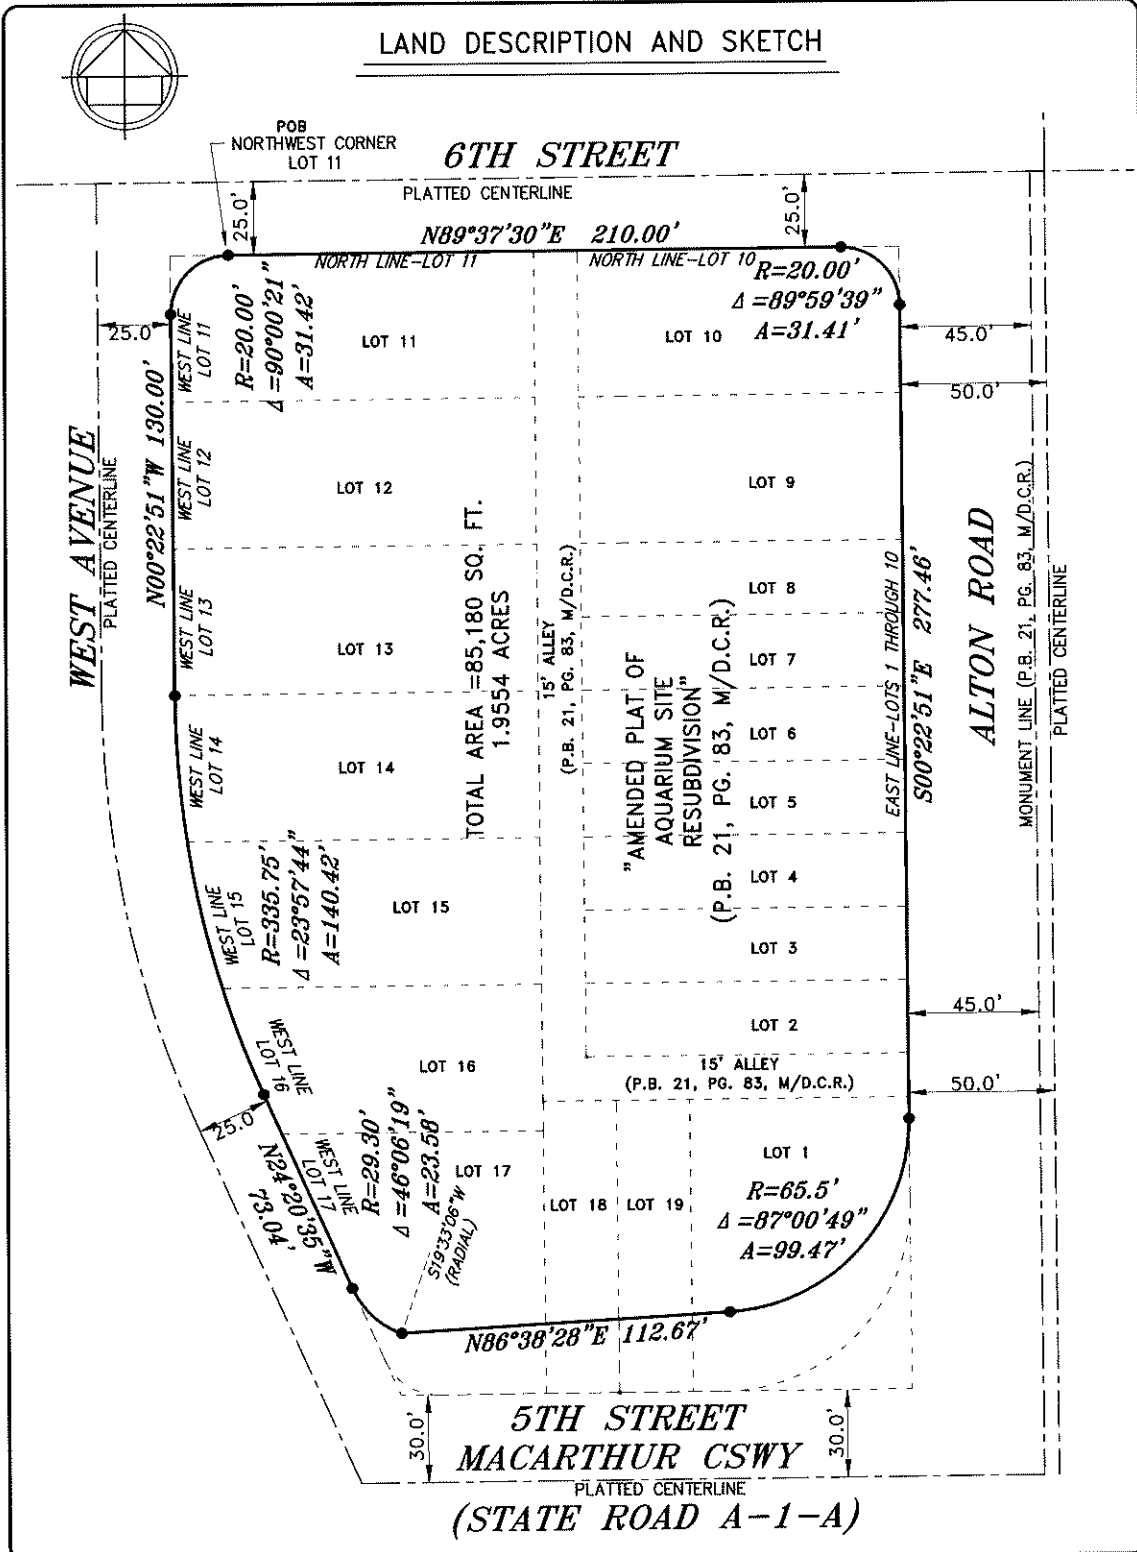 LAND DESCRIPTION AND SKETCH
POB
NORTHWEST CORNER
LOT 11
6TH STREET
PLATTED CENTERLINE
25.0'
25.0'
N89°37'30"E 210.00'
NORTH LINE-LOT 11
NORTH LINE-LOT 10
R=20.00'
Δ=89°59'39"
A=31.41'
25.0'
WEST LINE
LOT 11
R=20.00'
Δ=90°00'21"
A=31.42'
LOT 11
LOT 10
45.0'
50.0'
WEST AVENUE
PLATTED CENTERLINE
N00°22'51"W 130.00'
WEST LINE
LOT 12
LOT 12
LOT 9
WEST LINE
LOT 13
LOT 13
TOTAL AREA =85,180 SQ. FT.
1.9554 ACRES
15' ALLEY
(P.B. 21, PG. 83, M/D.C.R.)
"AMENDED PLAT OF
AQUARIUM SITE
RESUBDIVISION"
(P.B. 21, PG. 83, M/D.C.R.)
LOT 8
LOT 7
LOT 6
LOT 5
LOT 4
LOT 3
LOT 2
EAST LINE-LOTS 1 THROUGH 10
S00°22'51"E 277.46'
ALTON ROAD
MONUMENT LINE (P.B. 21, PG. 83, M/D.C.R.)
PLATTED CENTERLINE
WEST LINE
LOT 14
LOT 14
WEST LINE
LOT 15
R=335.75'
Δ=23°57'44"
A=140.42'
LOT 15
45.0'
15' ALLEY
(P.B. 21, PG. 83, M/D.C.R.)
50.0'
WEST LINE
LOT 16
LOT 16
25.0'
N24°20'35"W
73.04'
WEST LINE
LOT 17
R=29.30'
Δ=46°06'19"
A=23.58'
LOT 17
S19°33'06"W
(RADIAL)
LOT 18
LOT 19
LOT 1
R=65.5'
Δ=87°00'49"
A=99.47'
N86°38'28"E 112.67'
30.0'
5TH STREET
MACARTHUR CSWY
30.0'
PLATTED CENTERLINE
(STATE ROAD A-1-A)